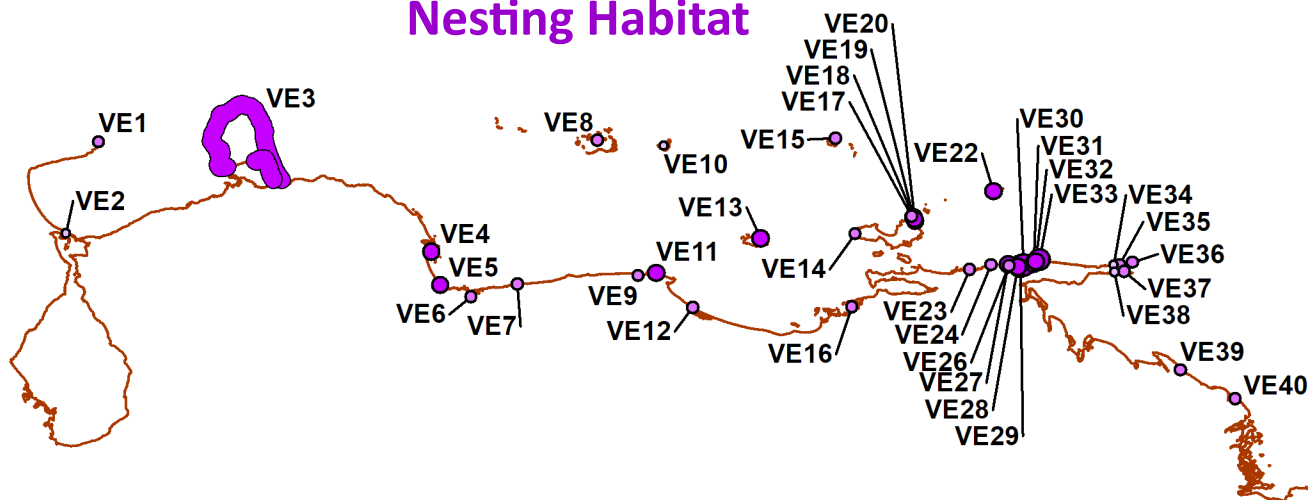 Nesting Habitat
VE1
VE2
VE3
VE4
VE5
VE6
VE7
VE8
VE9
VE10
VE11
VE12
VE13
VE14
VE15
VE16
VE17
VE18
VE19
VE20
VE22
VE23
VE24
VE26
VE27
VE28
VE29
VE30
VE31
VE32
VE33
VE34
VE35
VE36
VE37
VE38
VE39
VE40